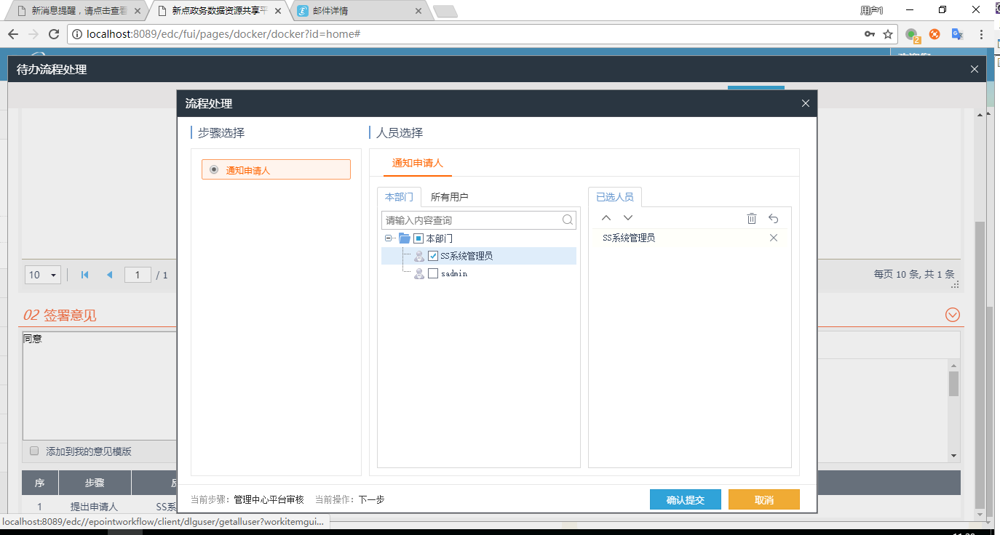 新消息提醒，请点击查看
新点政务数据资源共享平
邮件详情
用户1
localhost:8089/edc/fui/pages/docker/docker?id=home#
2
待办流程处理
流程处理
步骤选择
人员选择
通知申请人
通知申请人
本部门
所有用户
已选人员
请输入内容查询
本部门
SS系统管理员
SS系统管理员
sadmin
10
1
/ 1
每页 10 条, 共 1 条
02 签署意见
同意
添加到我的意见模版
序
步骤
1
提出申请人
SS系
当前步骤：管理中心平台审核
当前操作：下一步
确认提交
取消
localhost:8089/edc//epointworkflow/client/dlguser/getalluser?workitemgui...